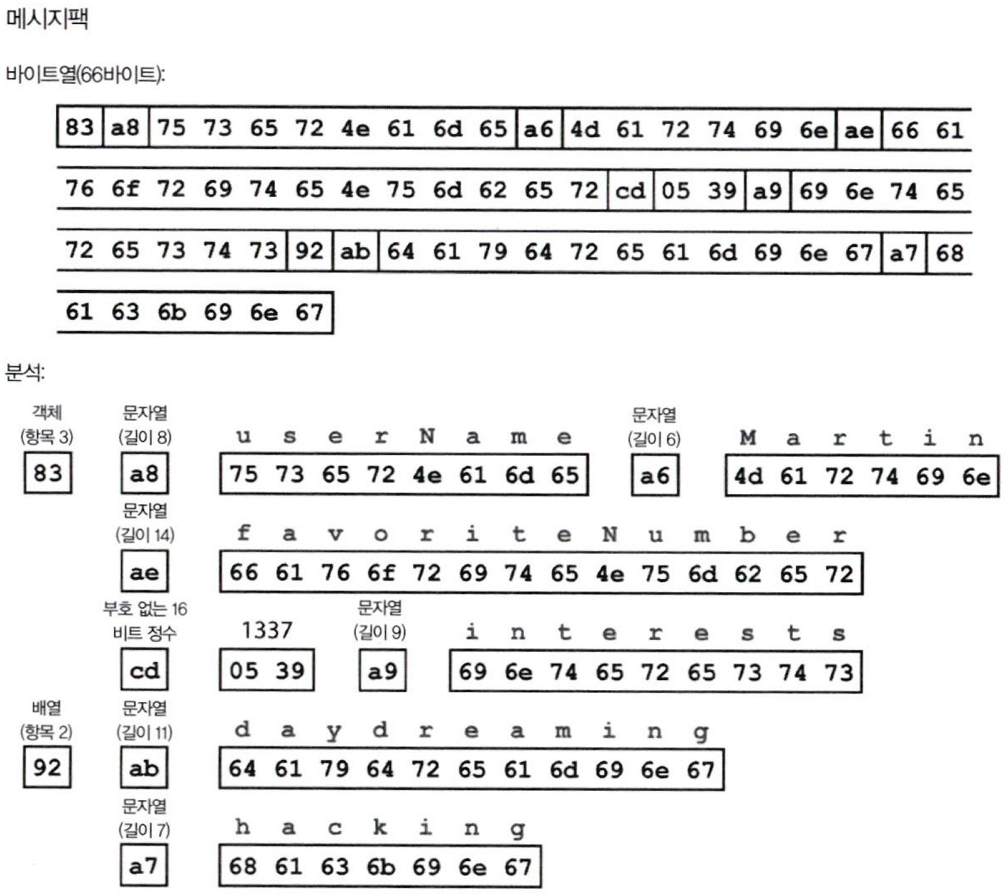 메시지팩
바이트열(66바이트):
83 a8 75 73 65 72 4e 61 6d 65 a6 4d 61 72 74 69 6e ae 66 61
76 6f 72 69 74 65 4e 75 6d 62 65 72 cd 05 39 a9 69 6e 74 65
72 65 73 74 73 92 ab 64 61 79 64 72 65 61 6d 69 6e 67 a7 68
61 63 6b 69 6e 67
분석:
객체 문자열 문자열
(항목 3) (길이 8) u s e r N a m e (길이 6) M a r t i n
83 a8 75 73 65 72 4e 61 6d 65 a6 4d 61 72 74 69 6e
문자열
(길이 14) f a v o r i t e N u m b e r
ae 66 61 76 6f 72 69 74 65 4e 75 6d 62 65 72
부호 없는 16 문자열
비트 정수 1337 (길이 9) i n t e r e s t s
cd 05 39 a9 69 6e 74 65 72 65 73 74 73
배열 문자열
(항목 2) (길이 11) d a y d r e a m i n g
92 ab 64 61 79 64 72 65 61 6d 69 6e 67
문자열
(길이 7) h a c k i n g
a7 68 61 63 6b 69 6e 67